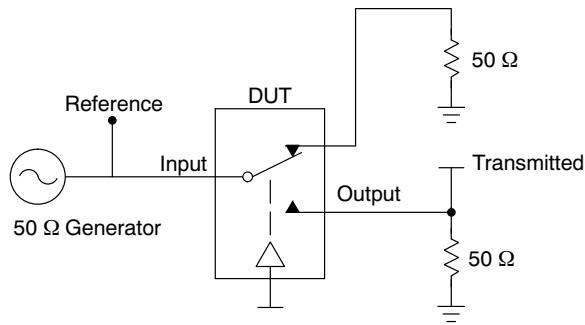 DUT
50 Ω
Reference
Input
Transmitted
Output
50 Ω Generator
50 Ω